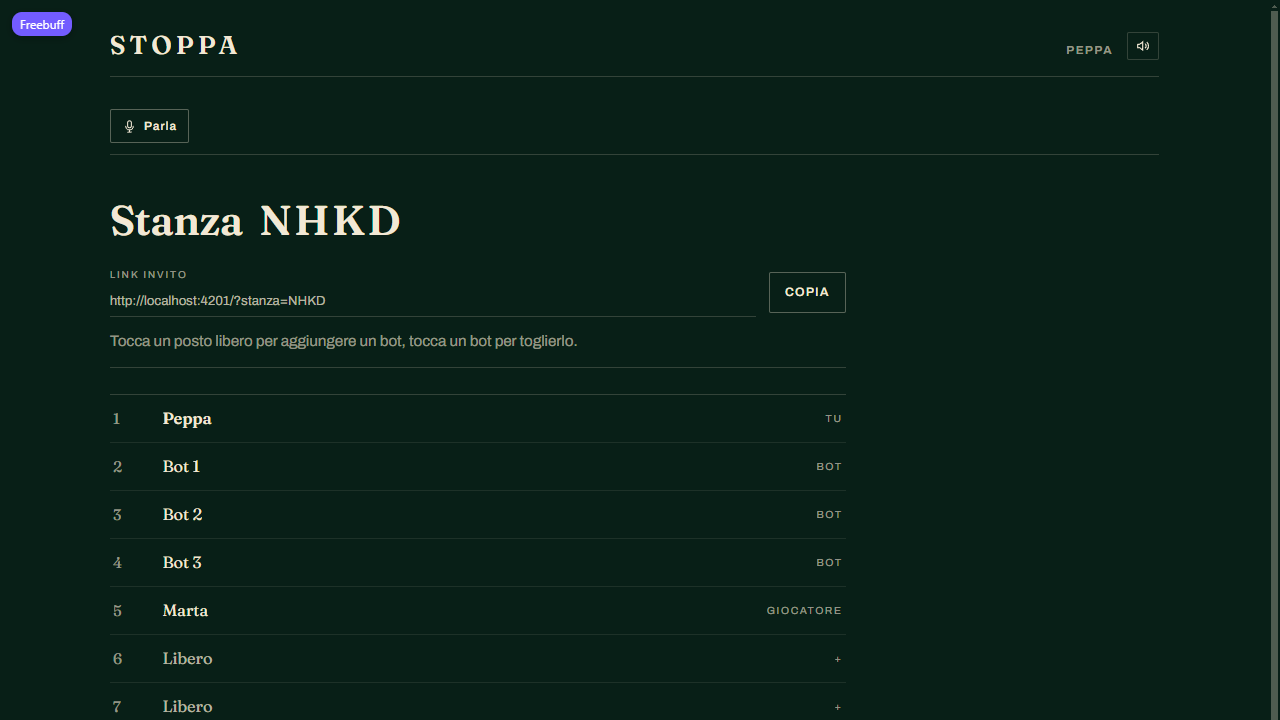 Freebuff
STOPPA
PEPPA
Parla
Stanza NHKD
LINK INVITO
http://localhost:4201/?stanza=NHKD
COPIA
Tocca un posto libero per aggiungere un bot, tocca un bot per toglierlo.
1 Peppa TU
2 Bot 1 BOT
3 Bot 2 BOT
4 Bot 3 BOT
5 Marta GIOCATORE
6 Libero +
7 Libero +